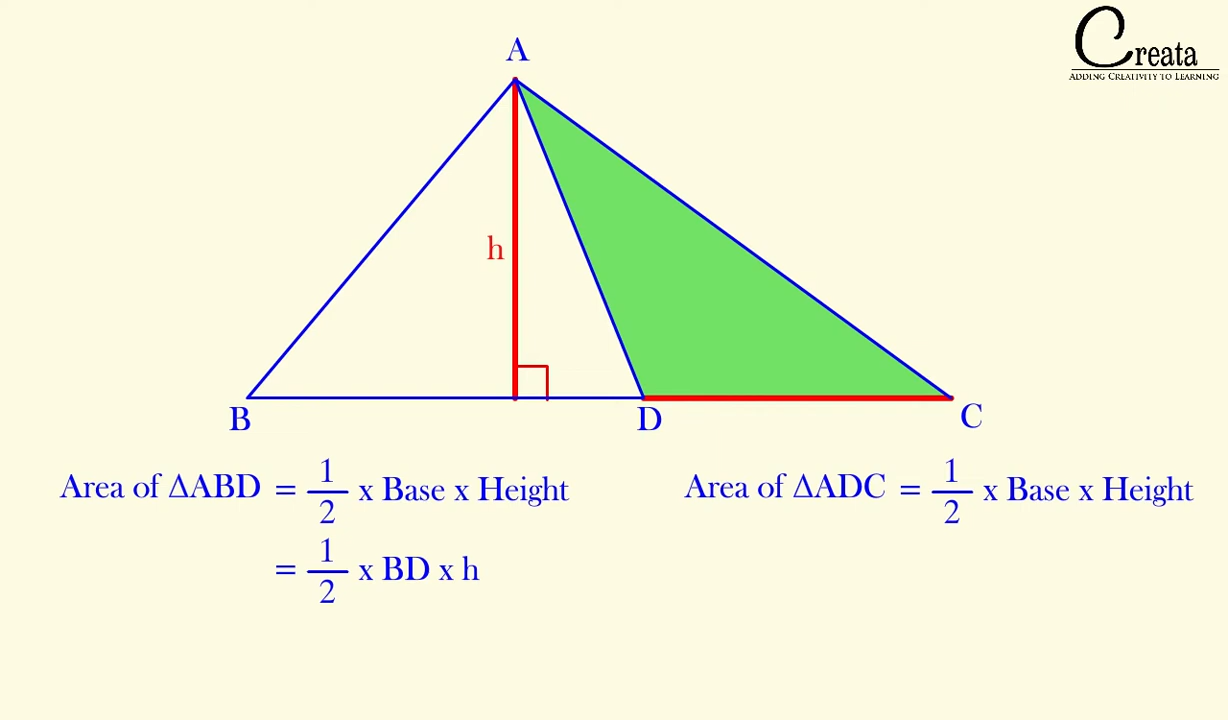 Creata
ADDING CREATIVITY TO LEARNING
A
h
B
D
C
Area of ΔABD = 1/2 x Base x Height
= 1/2 x BD x h
Area of ΔADC = 1/2 x Base x Height